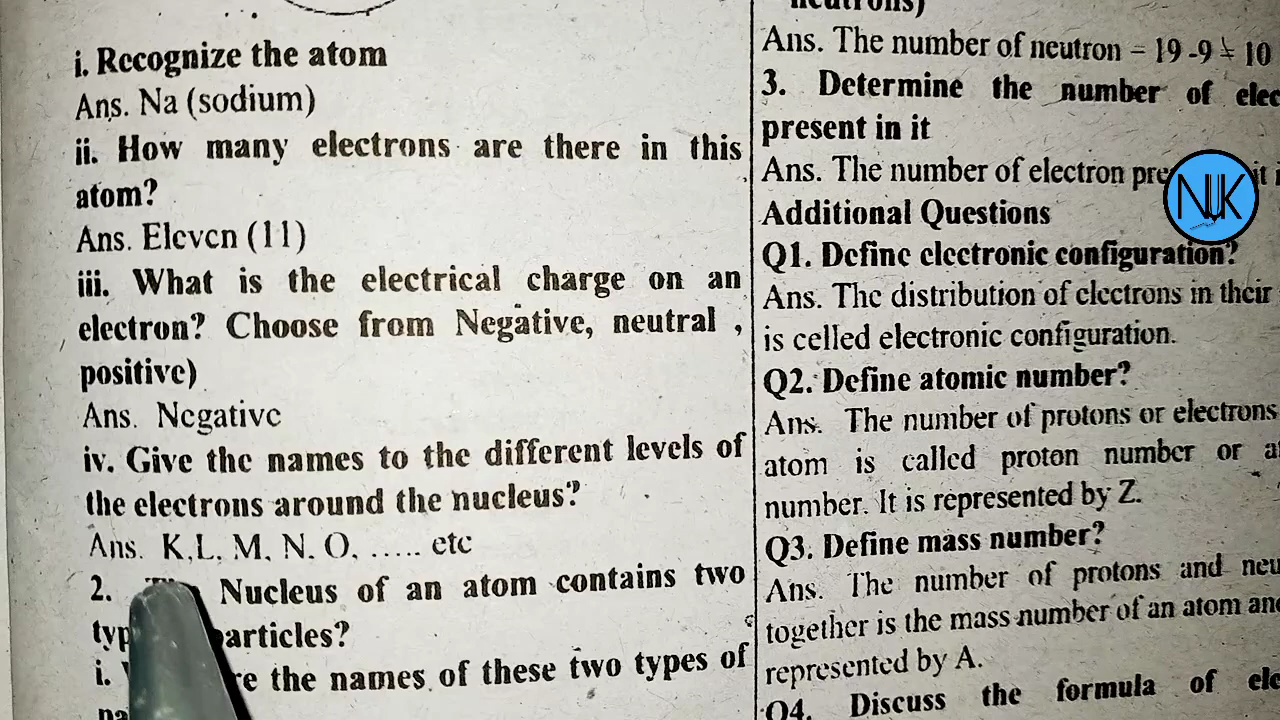 i. Recognize the atom
Ans. Na (sodium)
ii. How many electrons are there in this
atom?
Ans. Eleven (11)
iii. What is the electrical charge on an
electron? Choose from Negative, neutral ,
positive)
Ans. Negative
iv. Give the names to the different levels of
the electrons around the nucleus?
Ans. K,L, M, N, O, ..... etc
2. Nucleus of an atom contains two
particles?
i. the names of these two types of
neutrons)
Ans. The number of neutron = 19 -9 = 10
3. Determine the number of elec
present in it
Ans. The number of electron it
Additional Questions
Q1. Define electronic configuration?
Ans. The distribution of electrons in their
is celled electronic configuration.
Q2. Define atomic number?
Ans. The number of protons or electrons
atom is called proton number or
number. It is represented by Z.
Q3. Define mass number?
Ans. The number of protons and neu
together is the mass number of an atom and
represented by A.
Q4. Discuss the formula of
NJK